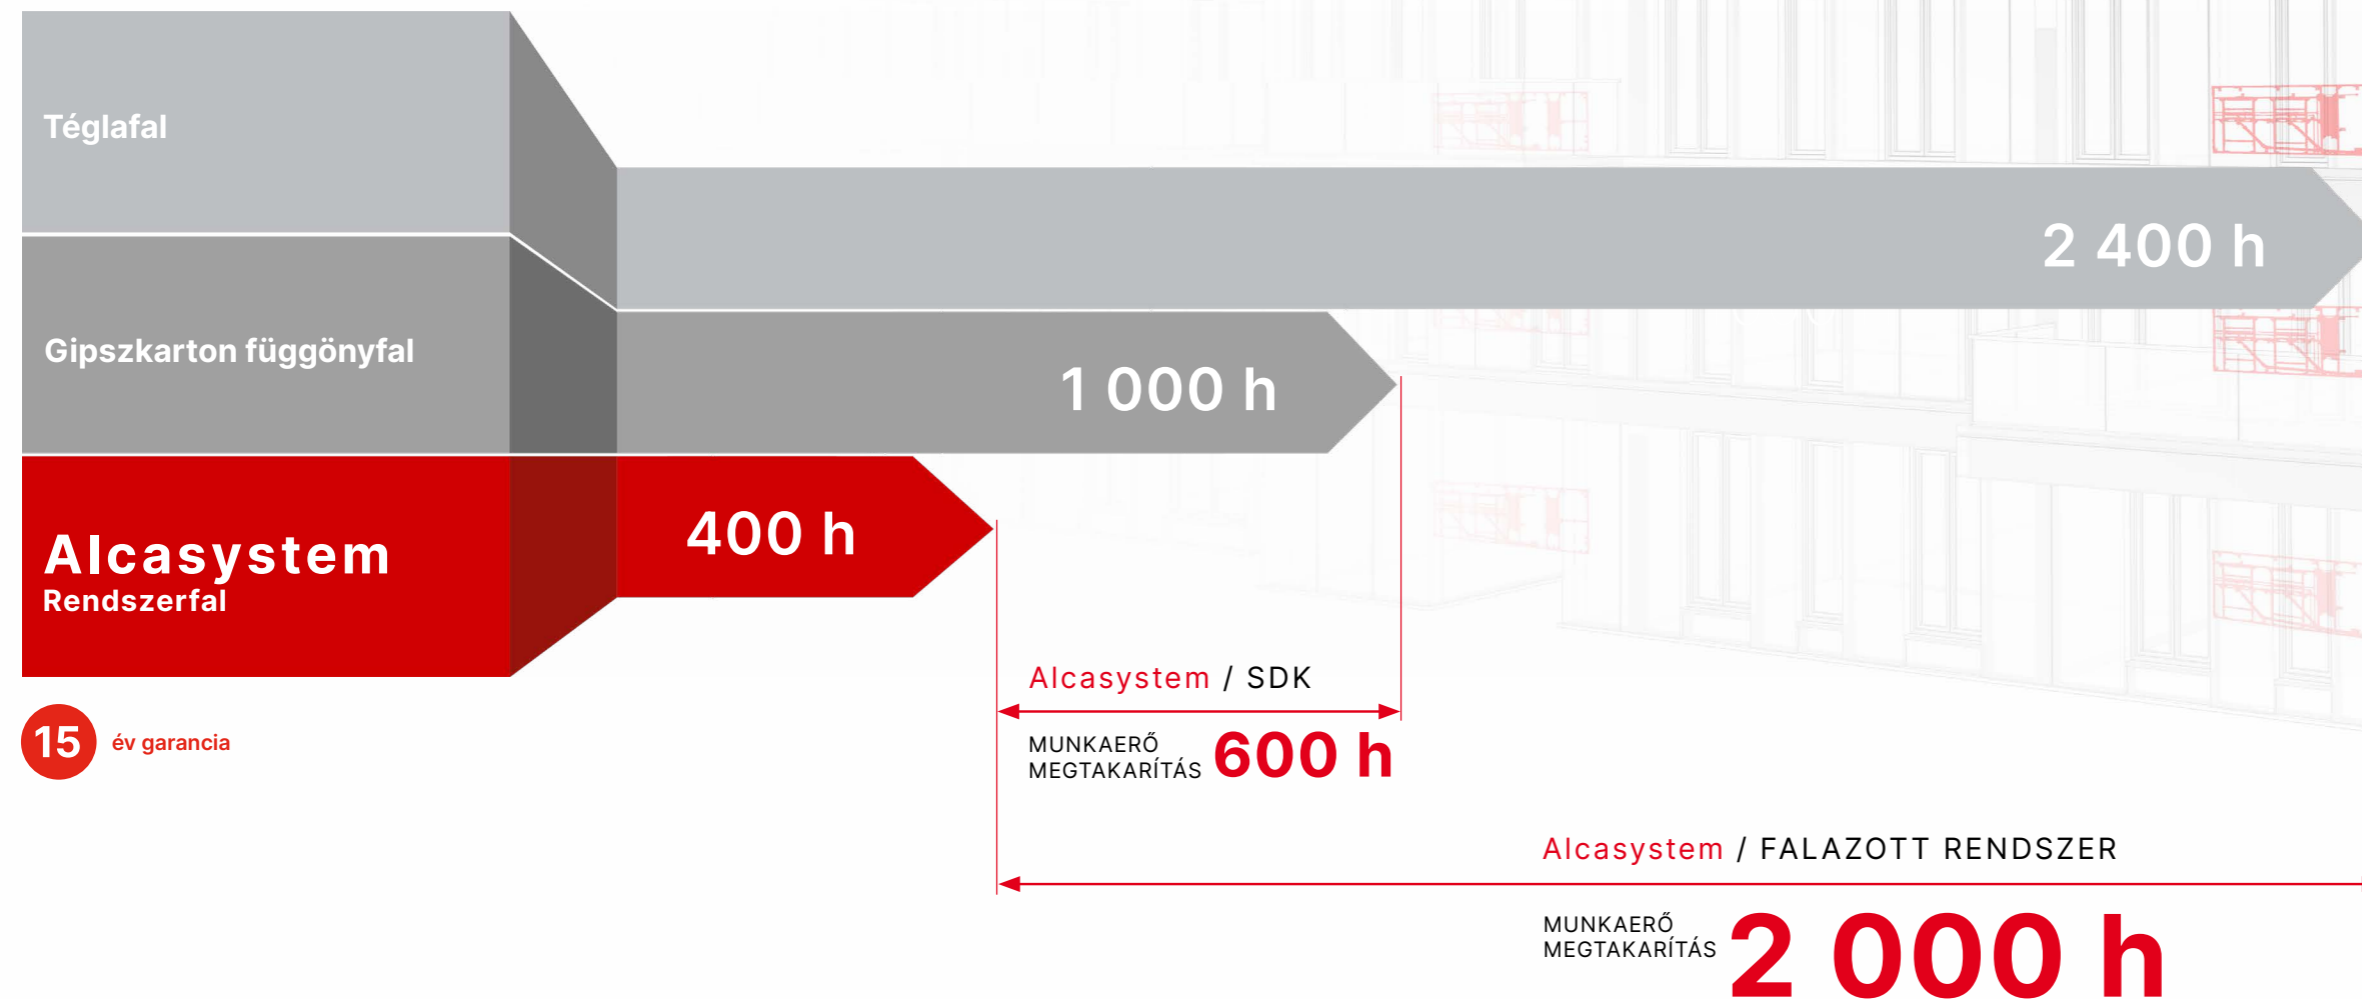 Téglafal
2 400 h
Gipszkarton függönyfal
1 000 h
Alcasystem
Rendszerfal
400 h
15 év garancia
Alcasystem / SDK
MUNKAERŐ
MEGTAKARÍTÁS
600 h
Alcasystem / FALAZOTT RENDSZER
MUNKAERŐ
MEGTAKARÍTÁS
2 000 h